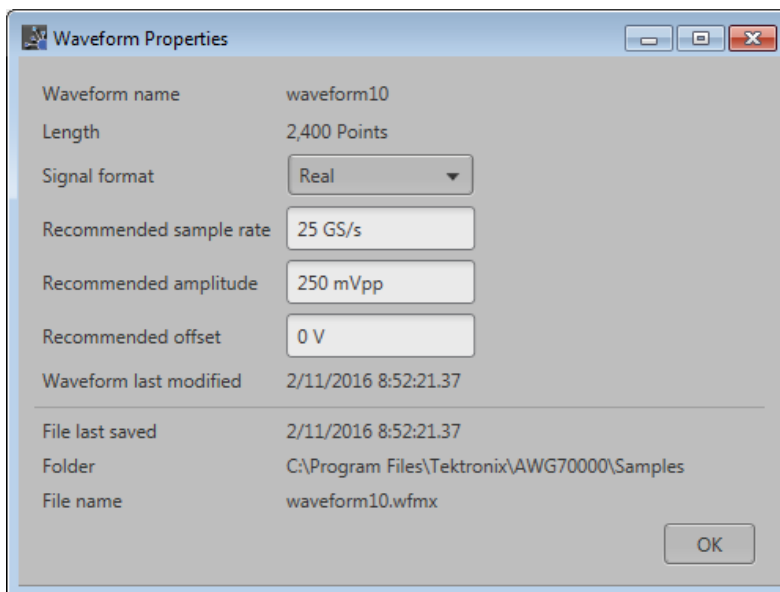 Waveform Properties
Waveform name waveform10
Length 2,400 Points
Signal format Real
Recommended sample rate 25 GS/s
Recommended amplitude 250 mVpp
Recommended offset 0 V
Waveform last modified 2/11/2016 8:52:21.37
File last saved 2/11/2016 8:52:21.37
Folder C:\Program Files\Tektronix\AWG70000\Samples
File name waveform10.wfmx
OK